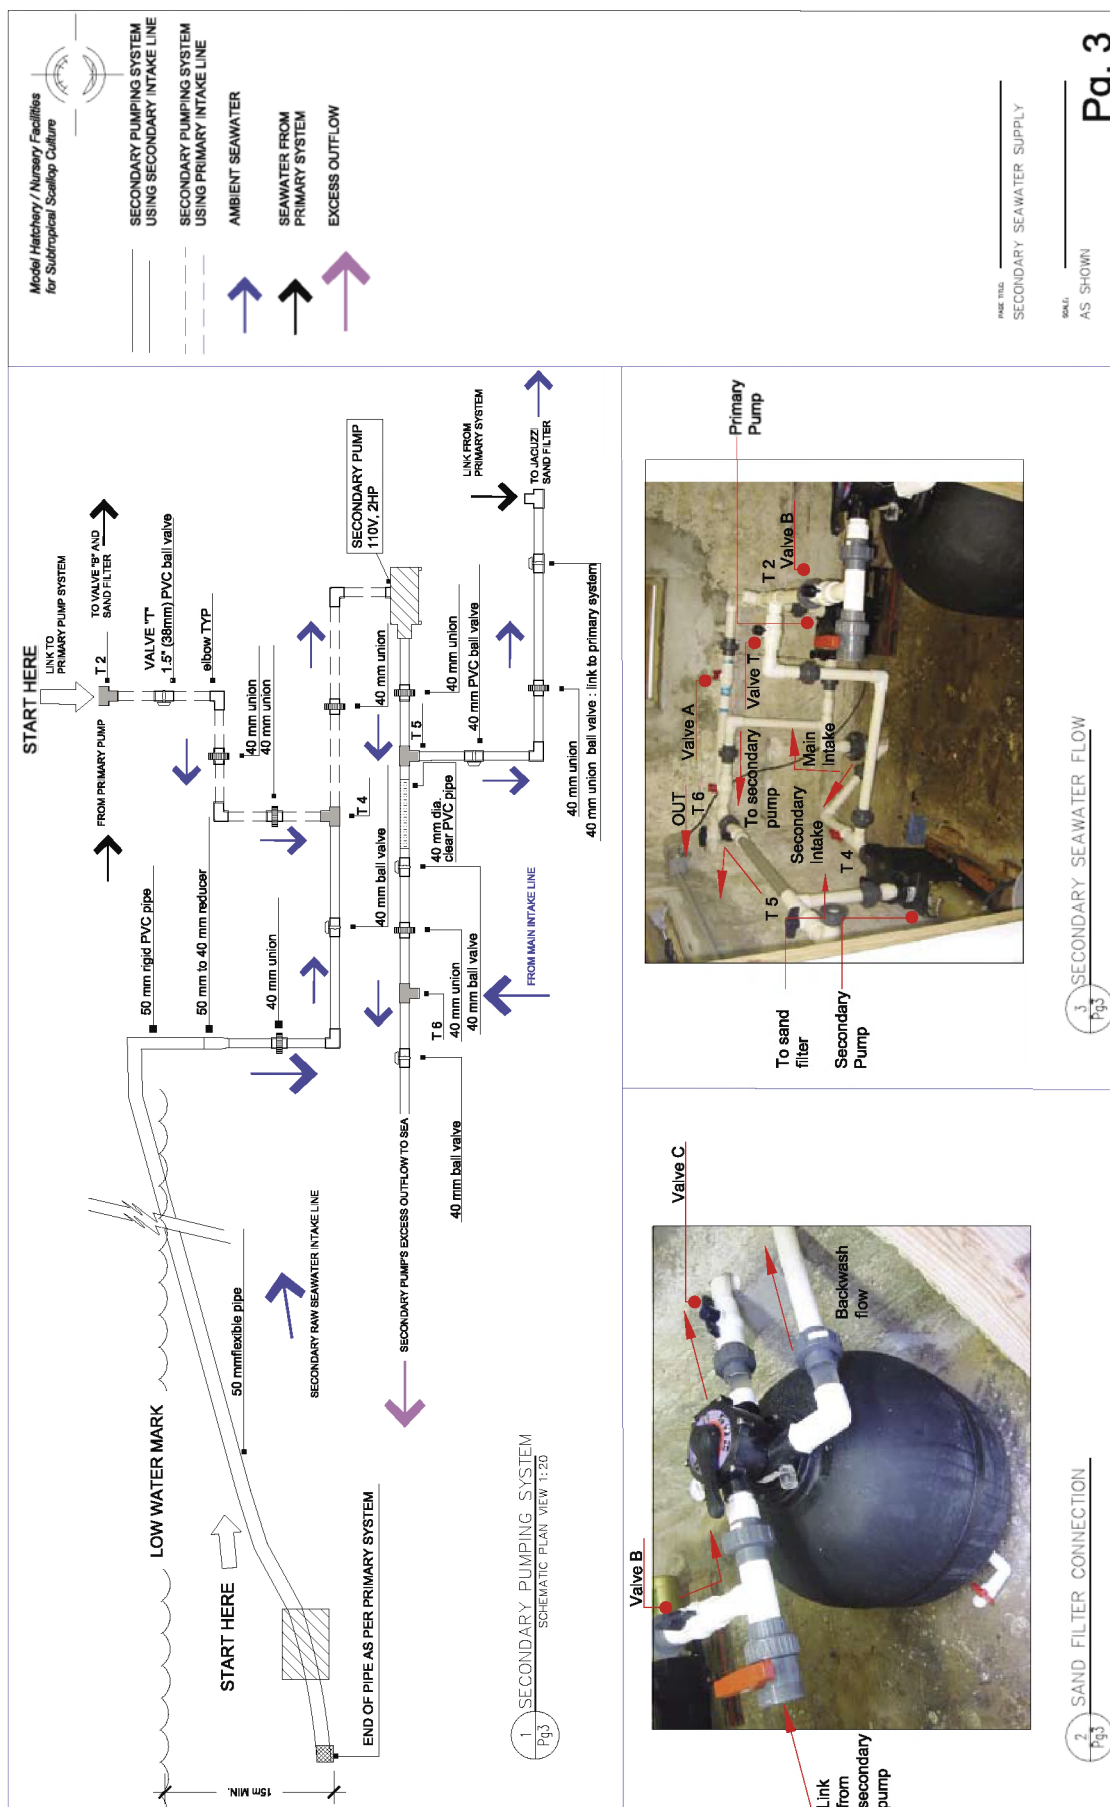 Model Hatchery / Nursery Facilities
for Subtropical Scallop Culture
SECONDARY PUMPING SYSTEM
USING SECONDARY INTAKE LINE
SECONDARY PUMPING SYSTEM
USING PRIMARY INTAKE LINE
AMBIENT SEAWATER
SEAWATER FROM
PRIMARY SYSTEM
EXCESS OUTFLOW
PAGE TITLE:
SECONDARY SEAWATER SUPPLY
SCALE:
AS SHOWN
Pg. 3
START HERE
LINK TO
PRIMARY PUMP SYSTEM
FROM PRIMARY PUMP
T 2
TO VALVE "B" AND
SAND FILTER
VALVE "T"
1.5" (38mm) PVC ball valve
elbow TYP
40 mm union
40 mm union
50 mm rigid PVC pipe
50 mm to 40 mm reducer
40 mm union
T 4
40 mm ball valve
40 mm union
SECONDARY PUMP
110V, 2HP
40 mm union
40 mm PVC ball valve
T 5
40 mm dia.
clear PVC pipe
LINK FROM
PRIMARY SYSTEM
TO JACUZZI
SAND FILTER
40 mm union
40 mm union ball valve : link to primary system
FROM MAIN INTAKE LINE
40 mm union
40 mm ball valve
T 6
40 mm ball valve
SECONDARY PUMP'S EXCESS OUTFLOW TO SEA
SECONDARY RAW SEAWATER INTAKE LINE
50 mmflexible pipe
LOW WATER MARK
START HERE
END OF PIPE AS PER PRIMARY SYSTEM
15m MIN.
1
Pg3
SECONDARY PUMPING SYSTEM
SCHEMATIC PLAN VIEW 1:20
Valve B
Valve C
Backwash
flow
Link
from
secondary
pump
2
Pg3
SAND FILTER CONNECTION
Primary
Pump
Valve B
T 2
Valve T
Valve A
Main
Intake
To secondary
pump
Secondary
Intake
OUT
T 6
T 4
T 5
To sand
filter
Secondary
Pump
3
Pg3
SECONDARY SEAWATER FLOW